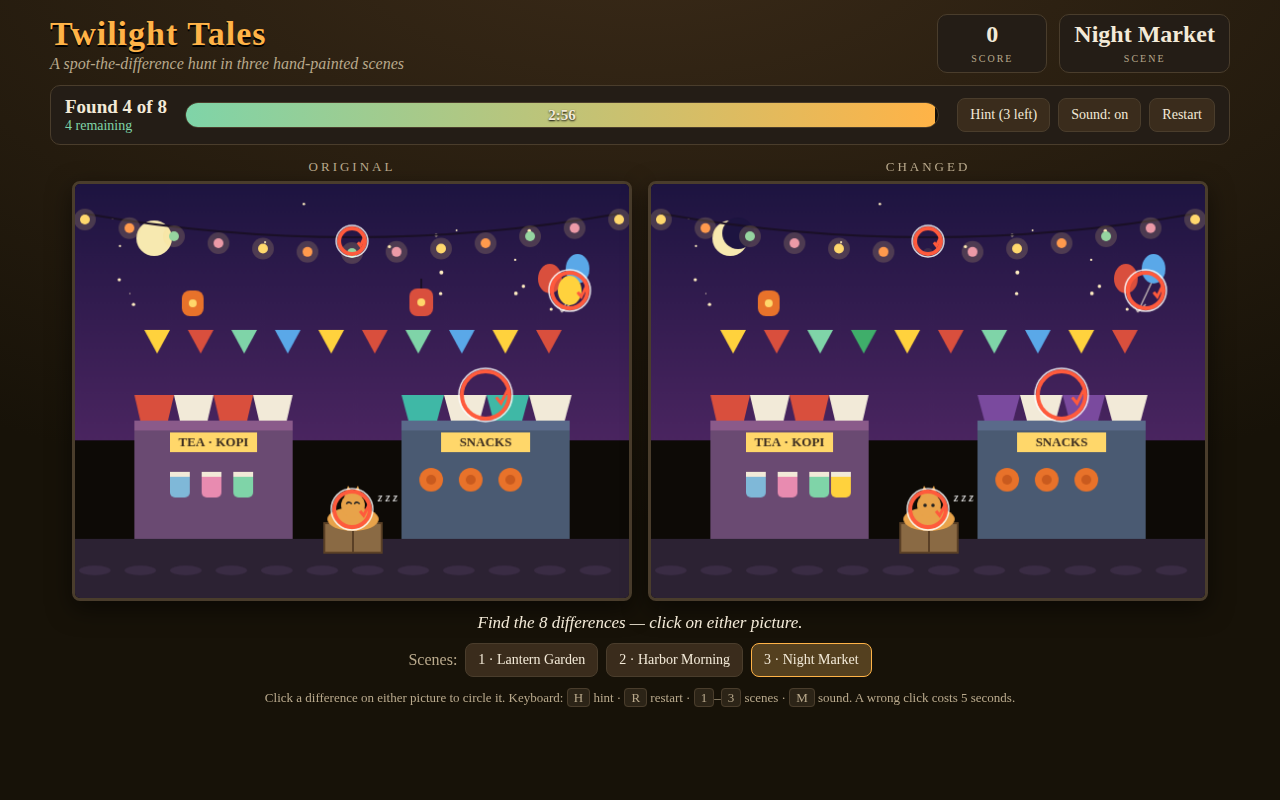 Twilight Tales
A spot-the-difference hunt in three hand-painted scenes
0
SCORE
Night Market
SCENE
Found 4 of 8
4 remaining
2:56
Hint (3 left)
Sound: on
Restart
ORIGINAL
CHANGED
TEA · KOPI
SNACKS
z z z
TEA · KOPI
SNACKS
z z z
Find the 8 differences — click on either picture.
Scenes:
1 · Lantern Garden
2 · Harbor Morning
3 · Night Market
Click a difference on either picture to circle it. Keyboard: H hint · R restart · 1–3 scenes · M sound. A wrong click costs 5 seconds.